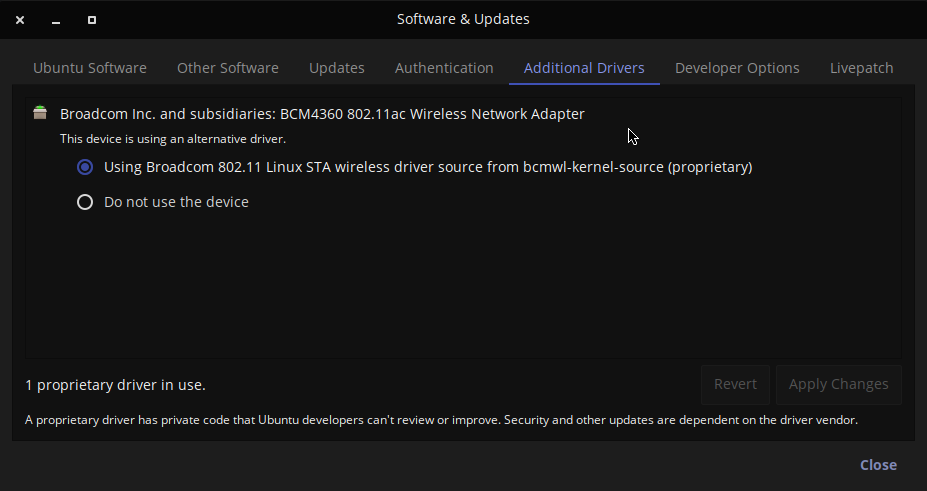 Software & Updates
Ubuntu Software Other Software Updates Authentication Additional Drivers Developer Options Livepatch
Broadcom Inc. and subsidiaries: BCM4360 802.11ac Wireless Network Adapter
This device is using an alternative driver.
Using Broadcom 802.11 Linux STA wireless driver source from bcmwl-kernel-source (proprietary)
Do not use the device
1 proprietary driver in use.
Revert Apply Changes
A proprietary driver has private code that Ubuntu developers can't review or improve. Security and other updates are dependent on the driver vendor.
Close